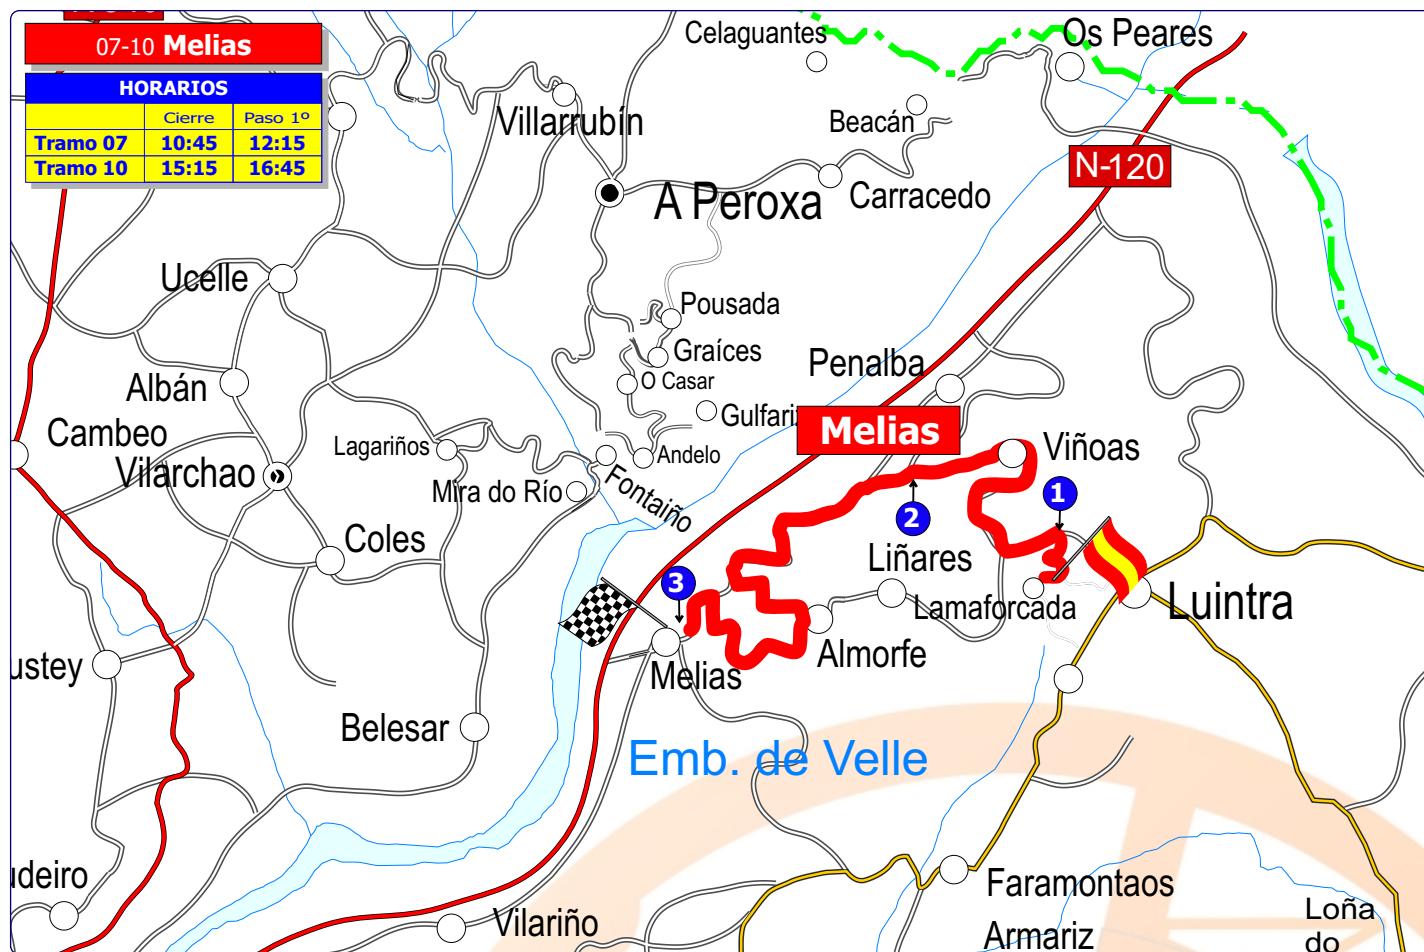 07-10 Melias
HORARIOS
Cierre Paso 1º
Tramo 07 10:45 12:15
Tramo 10 15:15 16:45
Celaguantes
Os Peares
Villarrubín
Beacán
N-120
A Peroxa
Carracedo
Ucelle
Pousada
Graíces
Penalba
Albán
O Casar
Gulfariz
Melias
Cambeo
Lagariños
Andelo
Viñoas
Vilarchao
Mira do Río
Fontaíño
1
2
Coles
Liñares
3
Lamaforcada
Luintra
Almorfe
ustey
Melias
Belesar
Emb. de Velle
udeiro
Faramontaos
Vilariño
Armariz
Loña
do